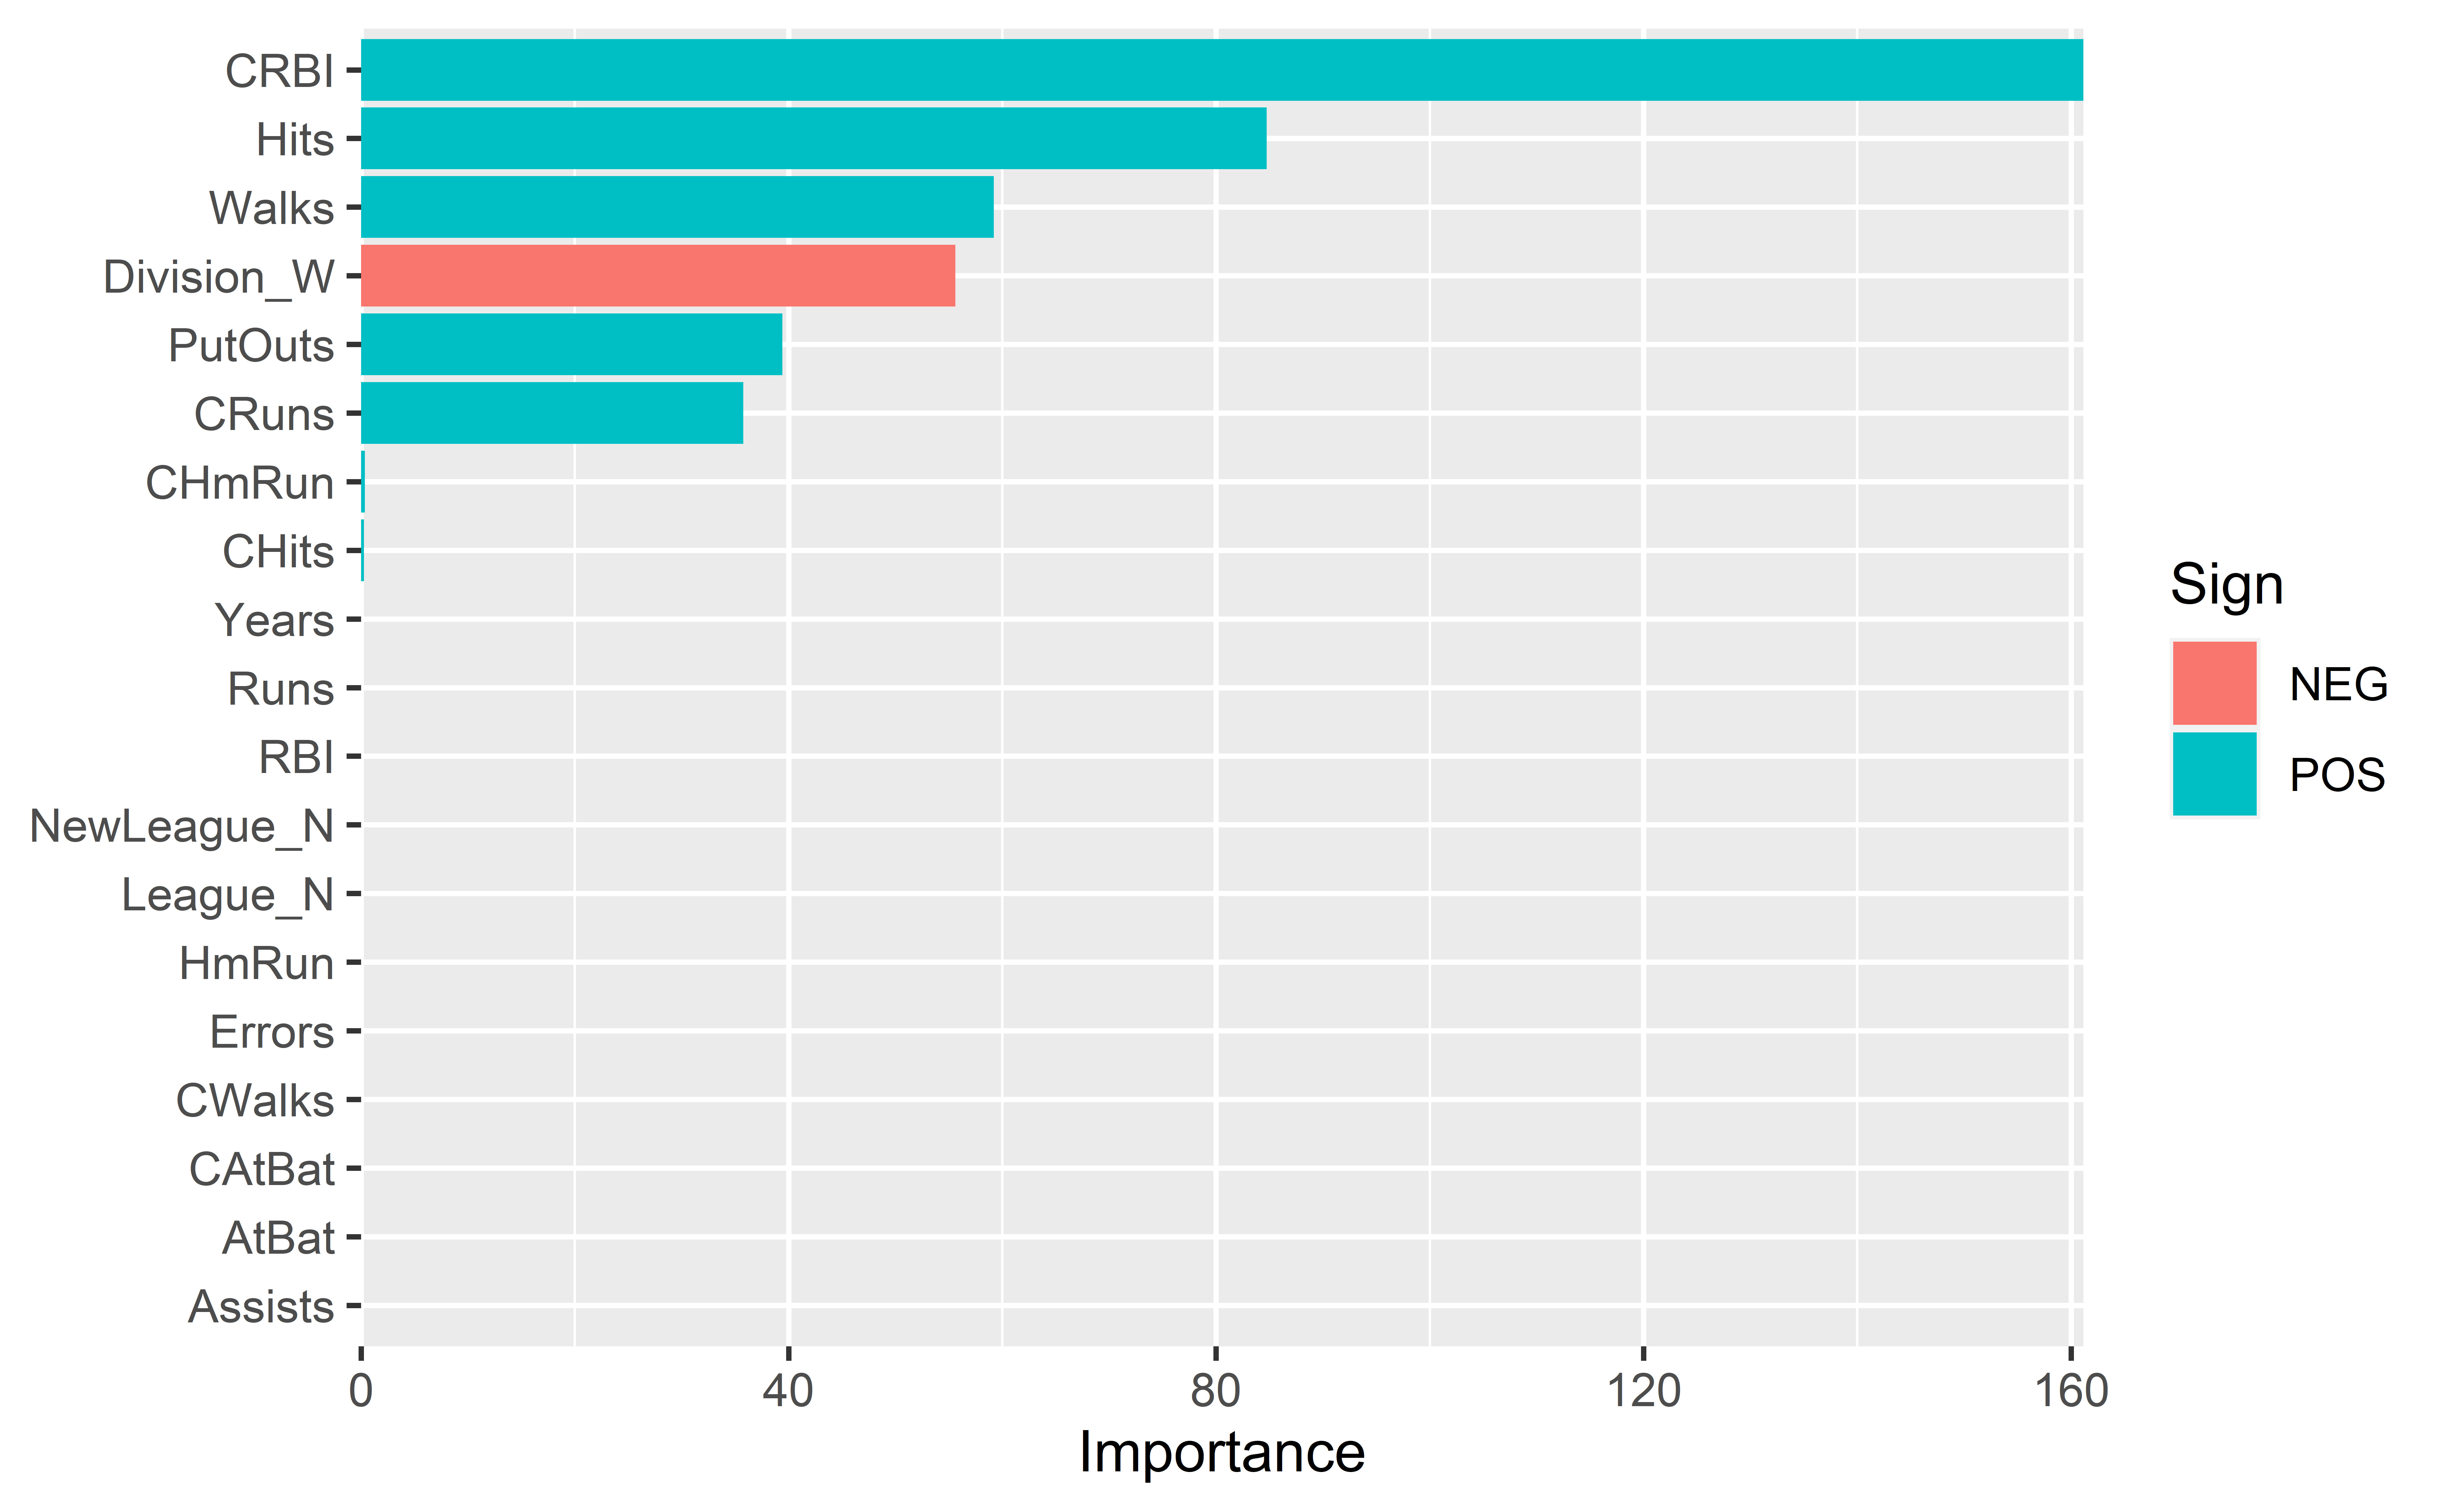 CRBI
Hits
Walks
Division_W
PutOuts
CRuns
CHmRun
CHits
Years
Runs
RBI
NewLeague_N
League_N
HmRun
Errors
CWalks
CAtBat
AtBat
Assists
0 40 80 120 160
Importance
Sign
NEG
POS